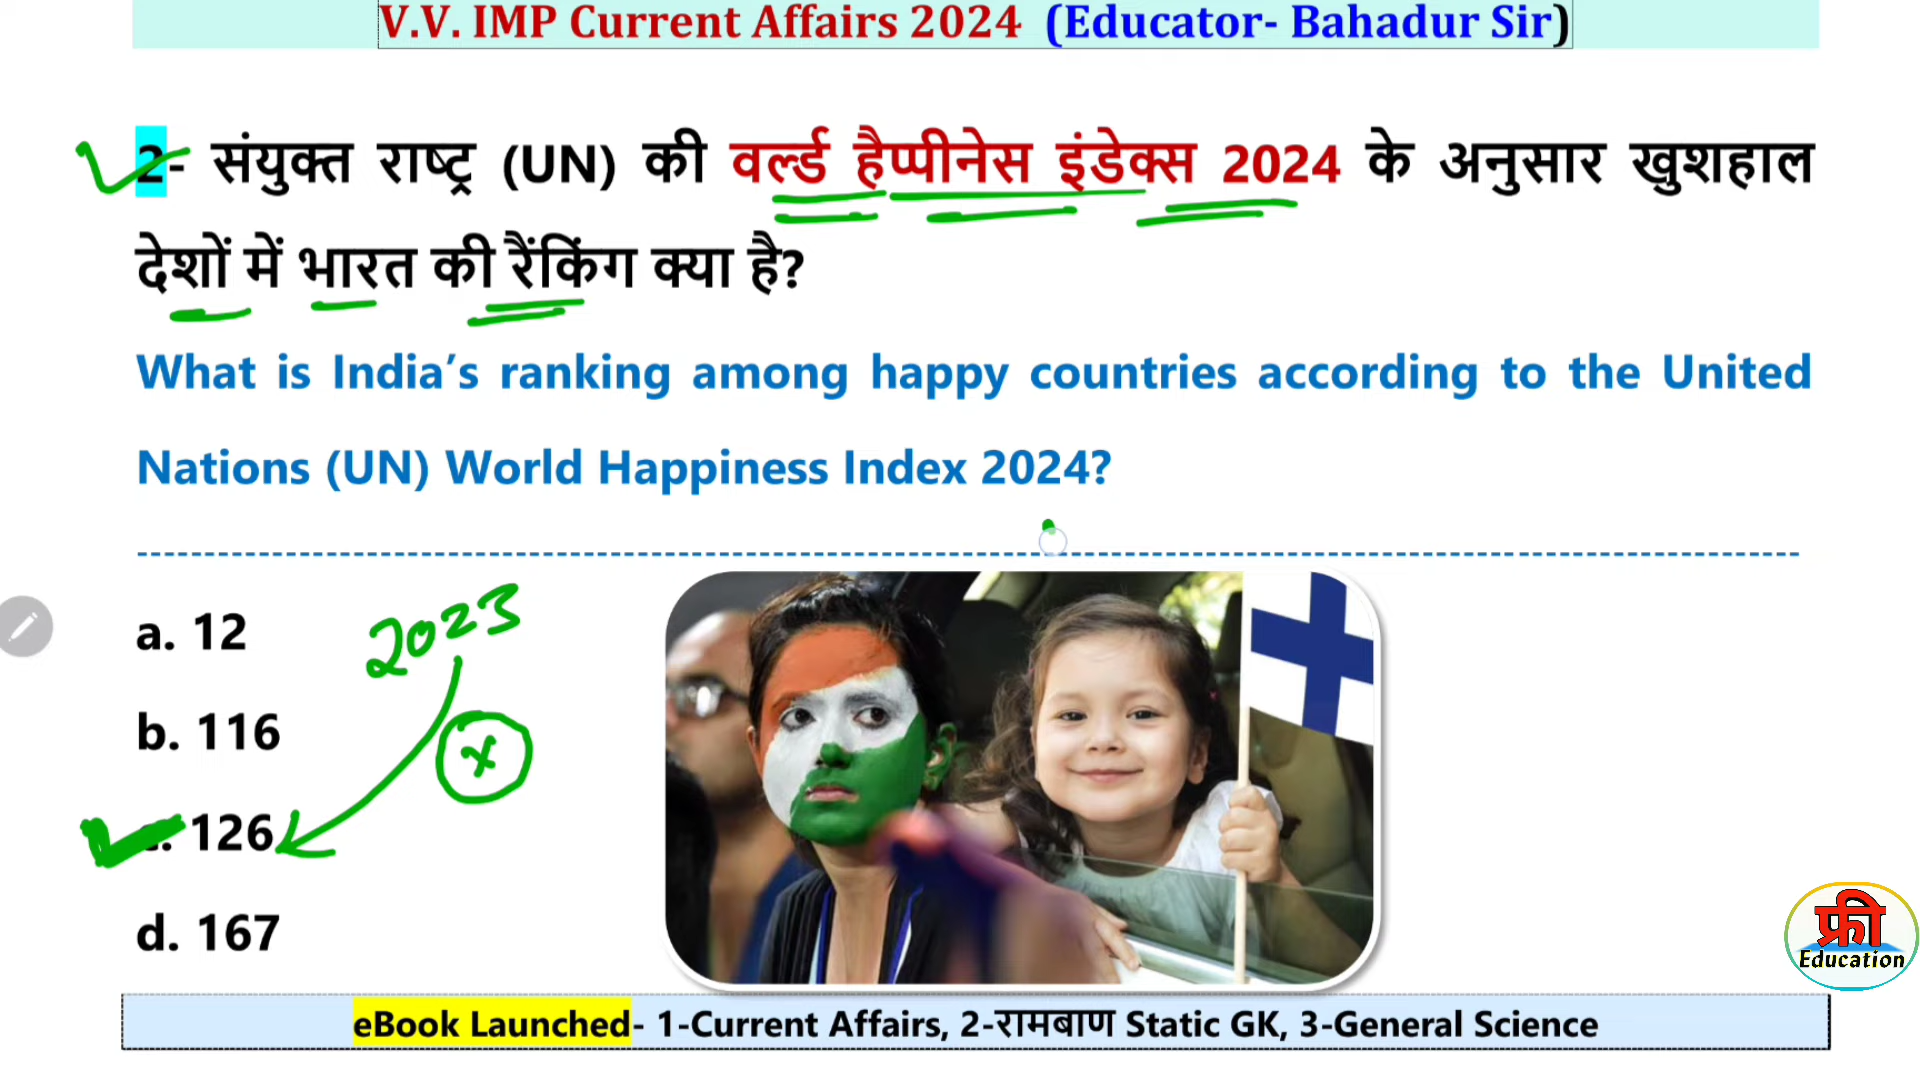 V.V. IMP Current Affairs 2024 (Educator- Bahadur Sir)
2- संयुक्त राष्ट्र (UN) की वर्ल्ड हैप्पीनेस इंडेक्स 2024 के अनुसार खुशहाल
देशों में भारत की रैंकिंग क्या है?
What is India’s ranking among happy countries according to the United
Nations (UN) World Happiness Index 2024?
a. 12
2023
b. 116
x
c. 126
d. 167
फ्री
Education
eBook Launched- 1-Current Affairs, 2-रामबाण Static GK, 3-General Science